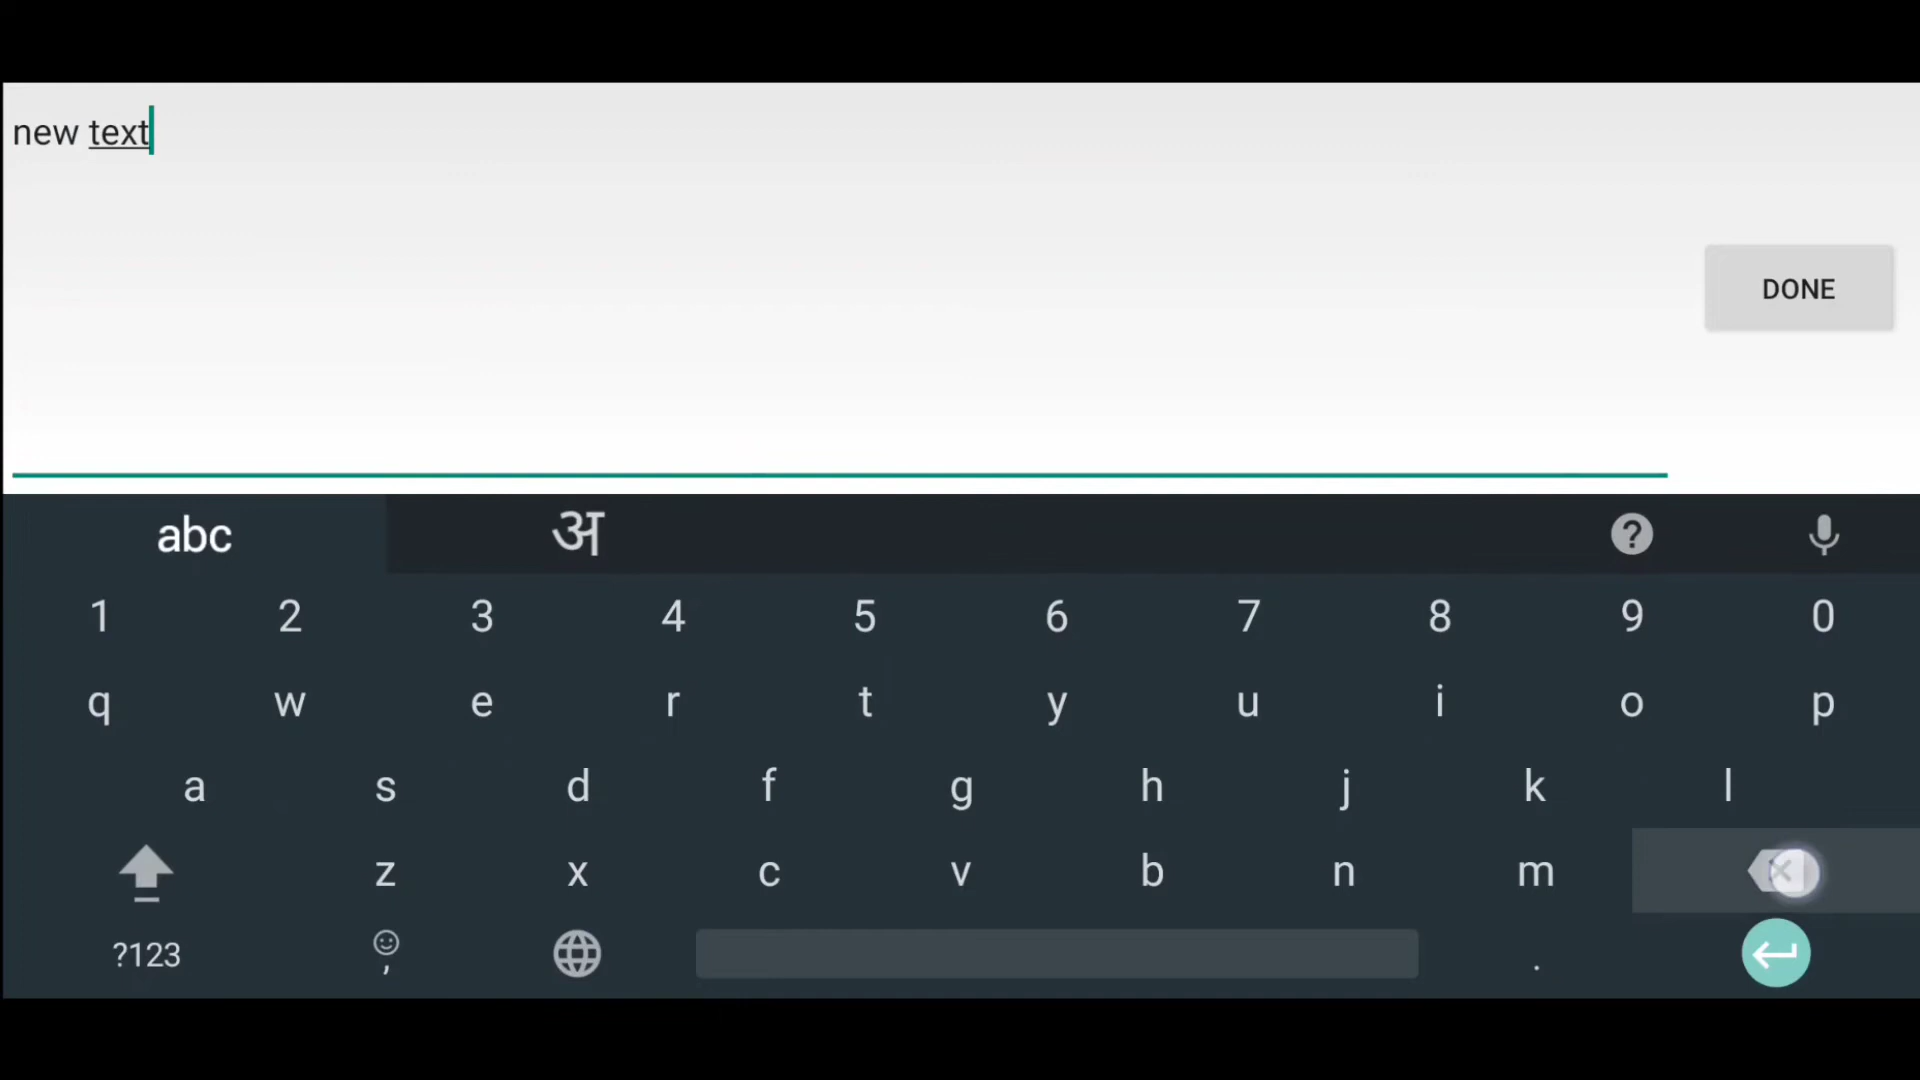 new text
DONE
abc अ
1 2 3 4 5 6 7 8 9 0
q w e r t y u i o p
a s d f g h j k l
z x c v b n m
?123 , .